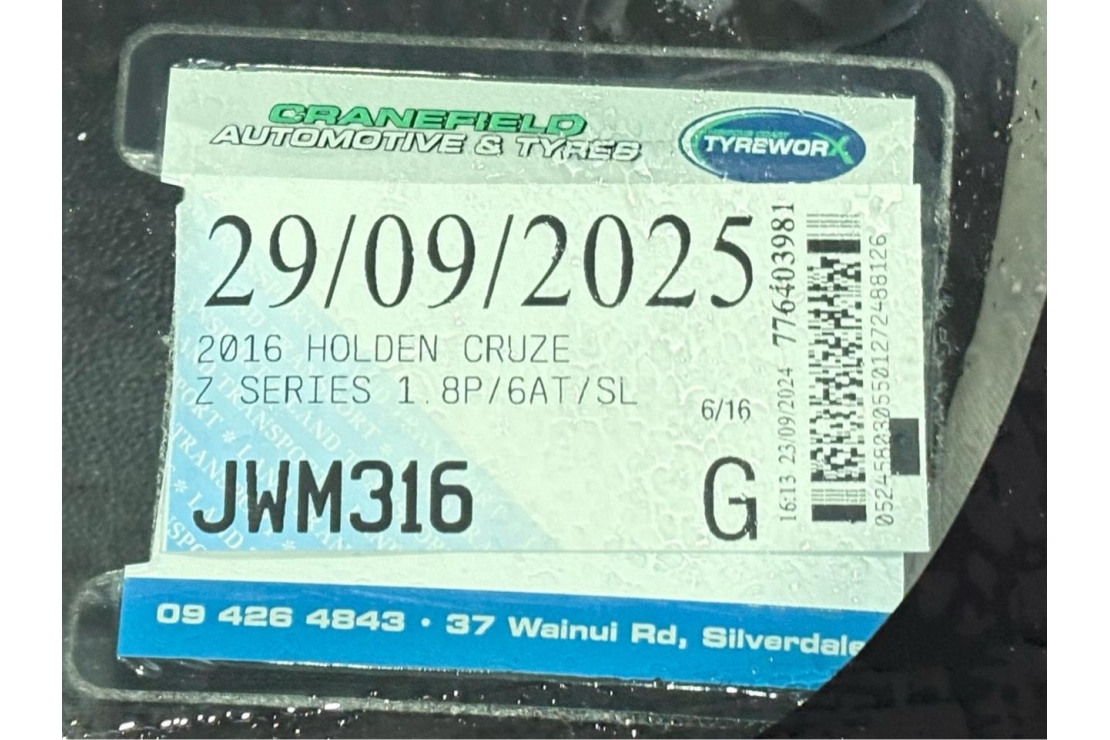 CRANEFIELD
AUTOMOTIVE & TYRES
TYREWORX
29/09/2025
2016 HOLDEN CRUZE
Z SERIES 1.8P/6AT/SL
6/16
JWM316
G
16:13 23/09/2024 776403981
0524580305501272488126
09 426 4843 • 37 Wainui Rd, Silverdale